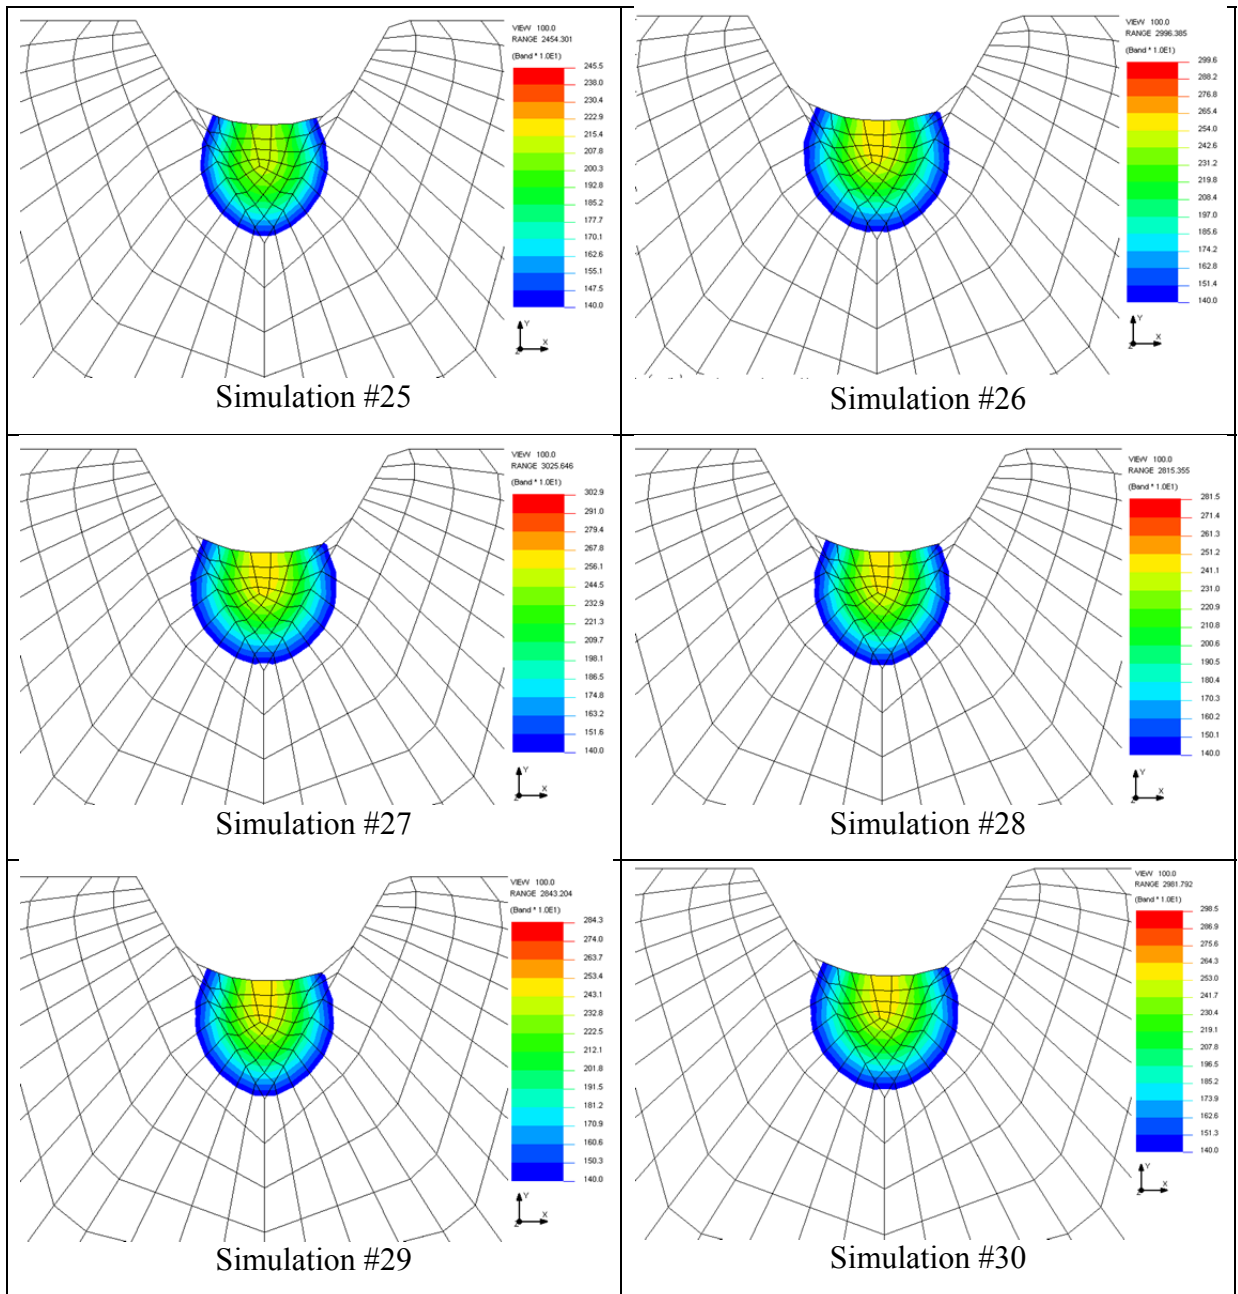 VIEW 100.0
RANGE 2454.301
(Band * 1.0E1)
245.5
238.0
230.4
222.9
215.4
207.8
200.3
192.8
185.2
177.7
170.1
162.6
155.1
147.5
140.0
Y
X
Z
Simulation #25
VIEW 100.0
RANGE 2996.385
(Band * 1.0E1)
299.6
288.2
276.8
265.4
254.0
242.6
231.2
219.8
208.4
197.0
185.6
174.2
162.8
151.4
140.0
Y
X
Z
Simulation #26
VIEW 100.0
RANGE 3025.646
(Band * 1.0E1)
302.9
291.0
279.4
267.8
256.1
244.5
232.9
221.3
209.7
198.1
186.5
174.8
163.2
151.6
140.0
Y
X
Z
Simulation #27
VIEW 100.0
RANGE 2815.355
(Band * 1.0E1)
281.5
271.4
261.3
251.2
241.1
231.0
220.9
210.8
200.6
190.5
180.4
170.3
160.2
150.1
140.0
Y
X
Z
Simulation #28
VIEW 100.0
RANGE 2843.204
(Band * 1.0E1)
284.3
274.0
263.7
253.4
243.1
232.8
222.5
212.1
201.8
191.5
181.2
170.9
160.6
150.3
140.0
Y
X
Z
Simulation #29
VIEW 100.0
RANGE 2981.792
(Band * 1.0E1)
298.5
286.9
275.6
264.3
253.0
241.7
230.4
219.1
207.8
196.5
185.2
173.9
162.6
151.3
140.0
Y
X
Z
Simulation #30